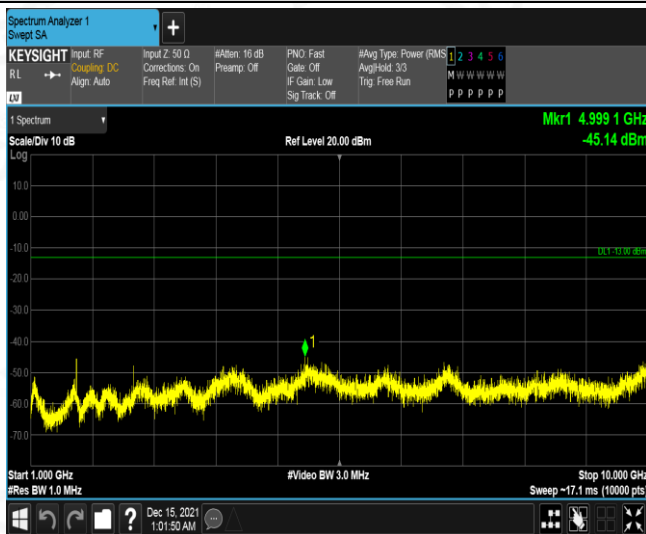 Spectrum Analyzer 1
Swept SA
+
KEYSIGHT
RL
LXI
Input: RF
Coupling: DC
Align: Auto
Input Z: 50 Ω
Corrections: On
Freq Ref: Int (S)
#Atten: 16 dB
Preamp: Off
PNO: Fast
Gate: Off
IF Gain: Low
Sig Track: Off
#Avg Type: Power (RMS
Avg|Hold: 3/3
Trig: Free Run
1 2 3 4 5 6
M W W W W W
P P P P P P
1 Spectrum
Scale/Div 10 dB
Log
Ref Level 20.00 dBm
Mkr1 4.999 1 GHz
-45.14 dBm
10.0
0.00
-10.0
DL1 -13.00 dBm
-20.0
-30.0
-40.0
1
-50.0
-60.0
-70.0
Start 1.000 GHz
#Res BW 1.0 MHz
#Video BW 3.0 MHz
Stop 10.000 GHz
Sweep ~17.1 ms (10000 pts)
?
Dec 15, 2021
1:01:50 AM